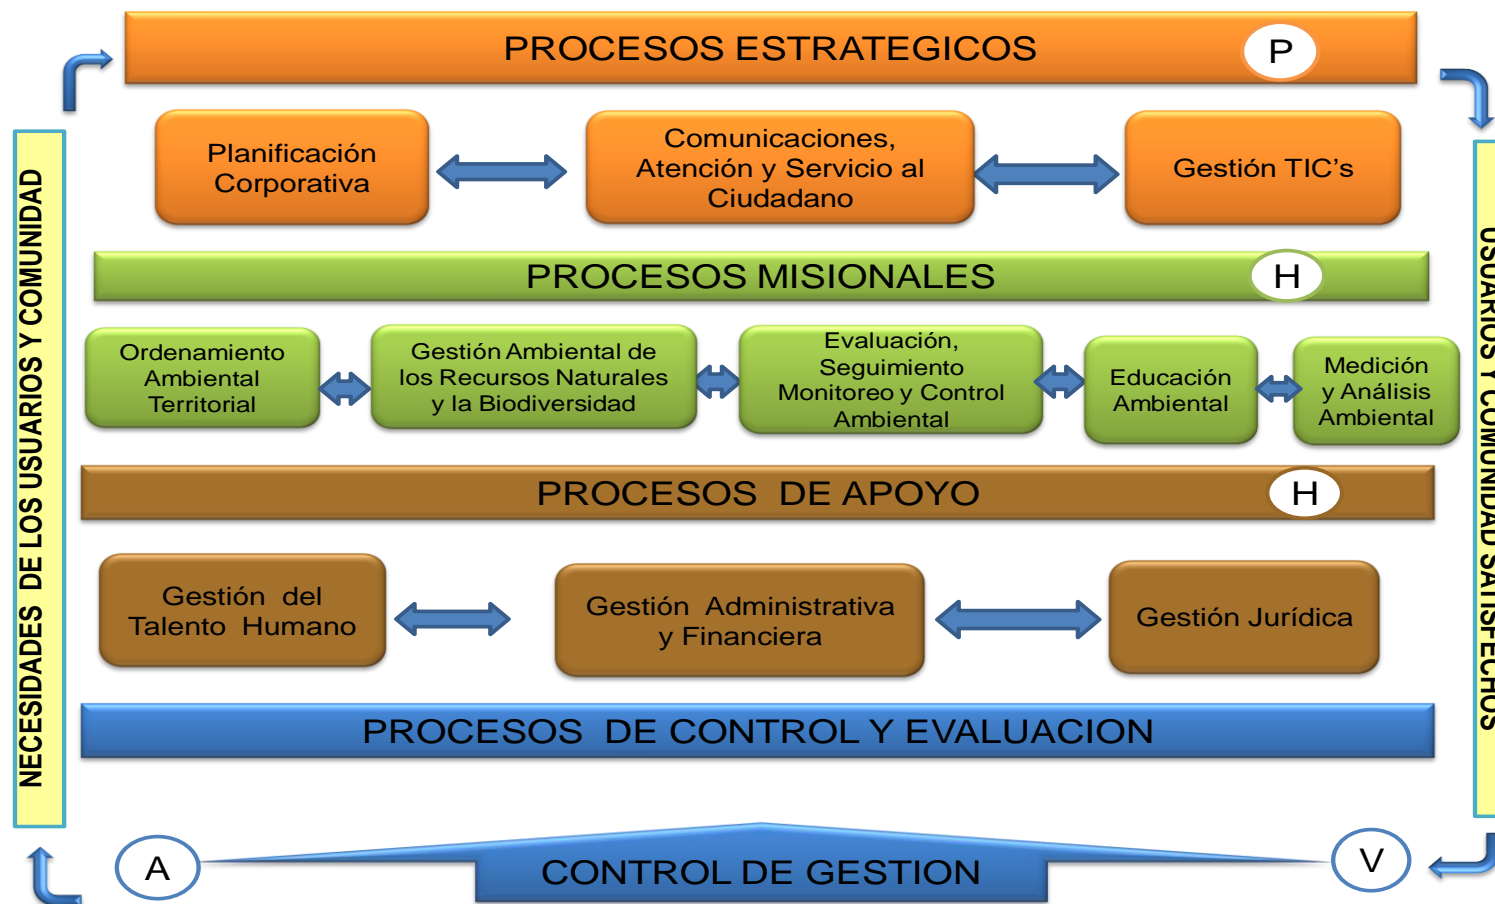 PROCESOS ESTRATEGICOS
P
Planificación
Corporativa
Comunicaciones,
Atención y Servicio al
Ciudadano
Gestión TIC’s
NECESIDADES DE LOS USUARIOS Y COMUNIDAD
USUARIOS Y COMUNIDAD SATISFECHOS
PROCESOS MISIONALES
H
Ordenamiento
Ambiental
Territorial
Gestión Ambiental de
los Recursos Naturales
y la Biodiversidad
Evaluación,
Seguimiento
Monitoreo y Control
Ambiental
Educación
Ambiental
Medición
y Análisis
Ambiental
PROCESOS DE APOYO
H
Gestión del
Talento Humano
Gestión Administrativa
y Financiera
Gestión Jurídica
PROCESOS DE CONTROL Y EVALUACION
A
CONTROL DE GESTION
V